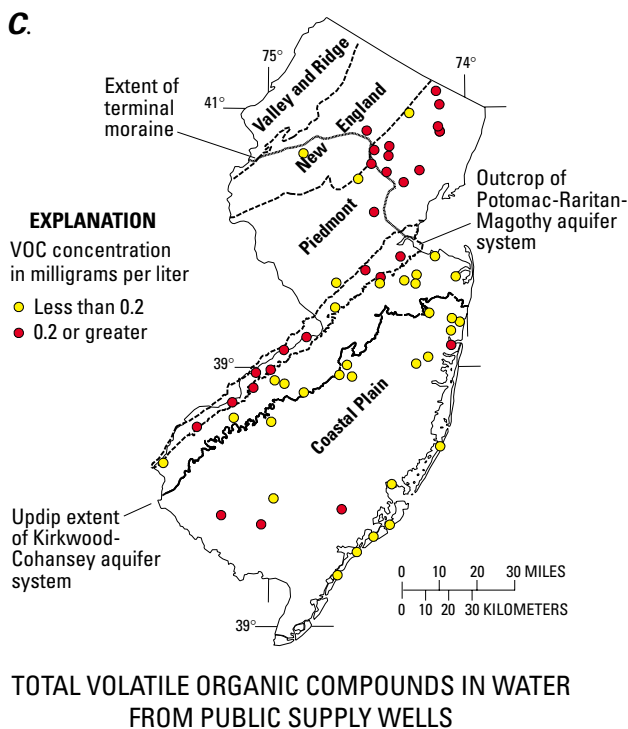 C.
75°
74°
Extent of
terminal
moraine
41°
Valley and Ridge
New England
Outcrop of
Potomac-Raritan-
Magothy aquifer
system
Piedmont
EXPLANATION
VOC concentration
in milligrams per liter
Less than 0.2
0.2 or greater
39°
Coastal Plain
Updip extent
of Kirkwood-
Cohansey aquifer
system
0 10 20 30 MILES
0 10 20 30 KILOMETERS
39°
TOTAL VOLATILE ORGANIC COMPOUNDS IN WATER
FROM PUBLIC SUPPLY WELLS